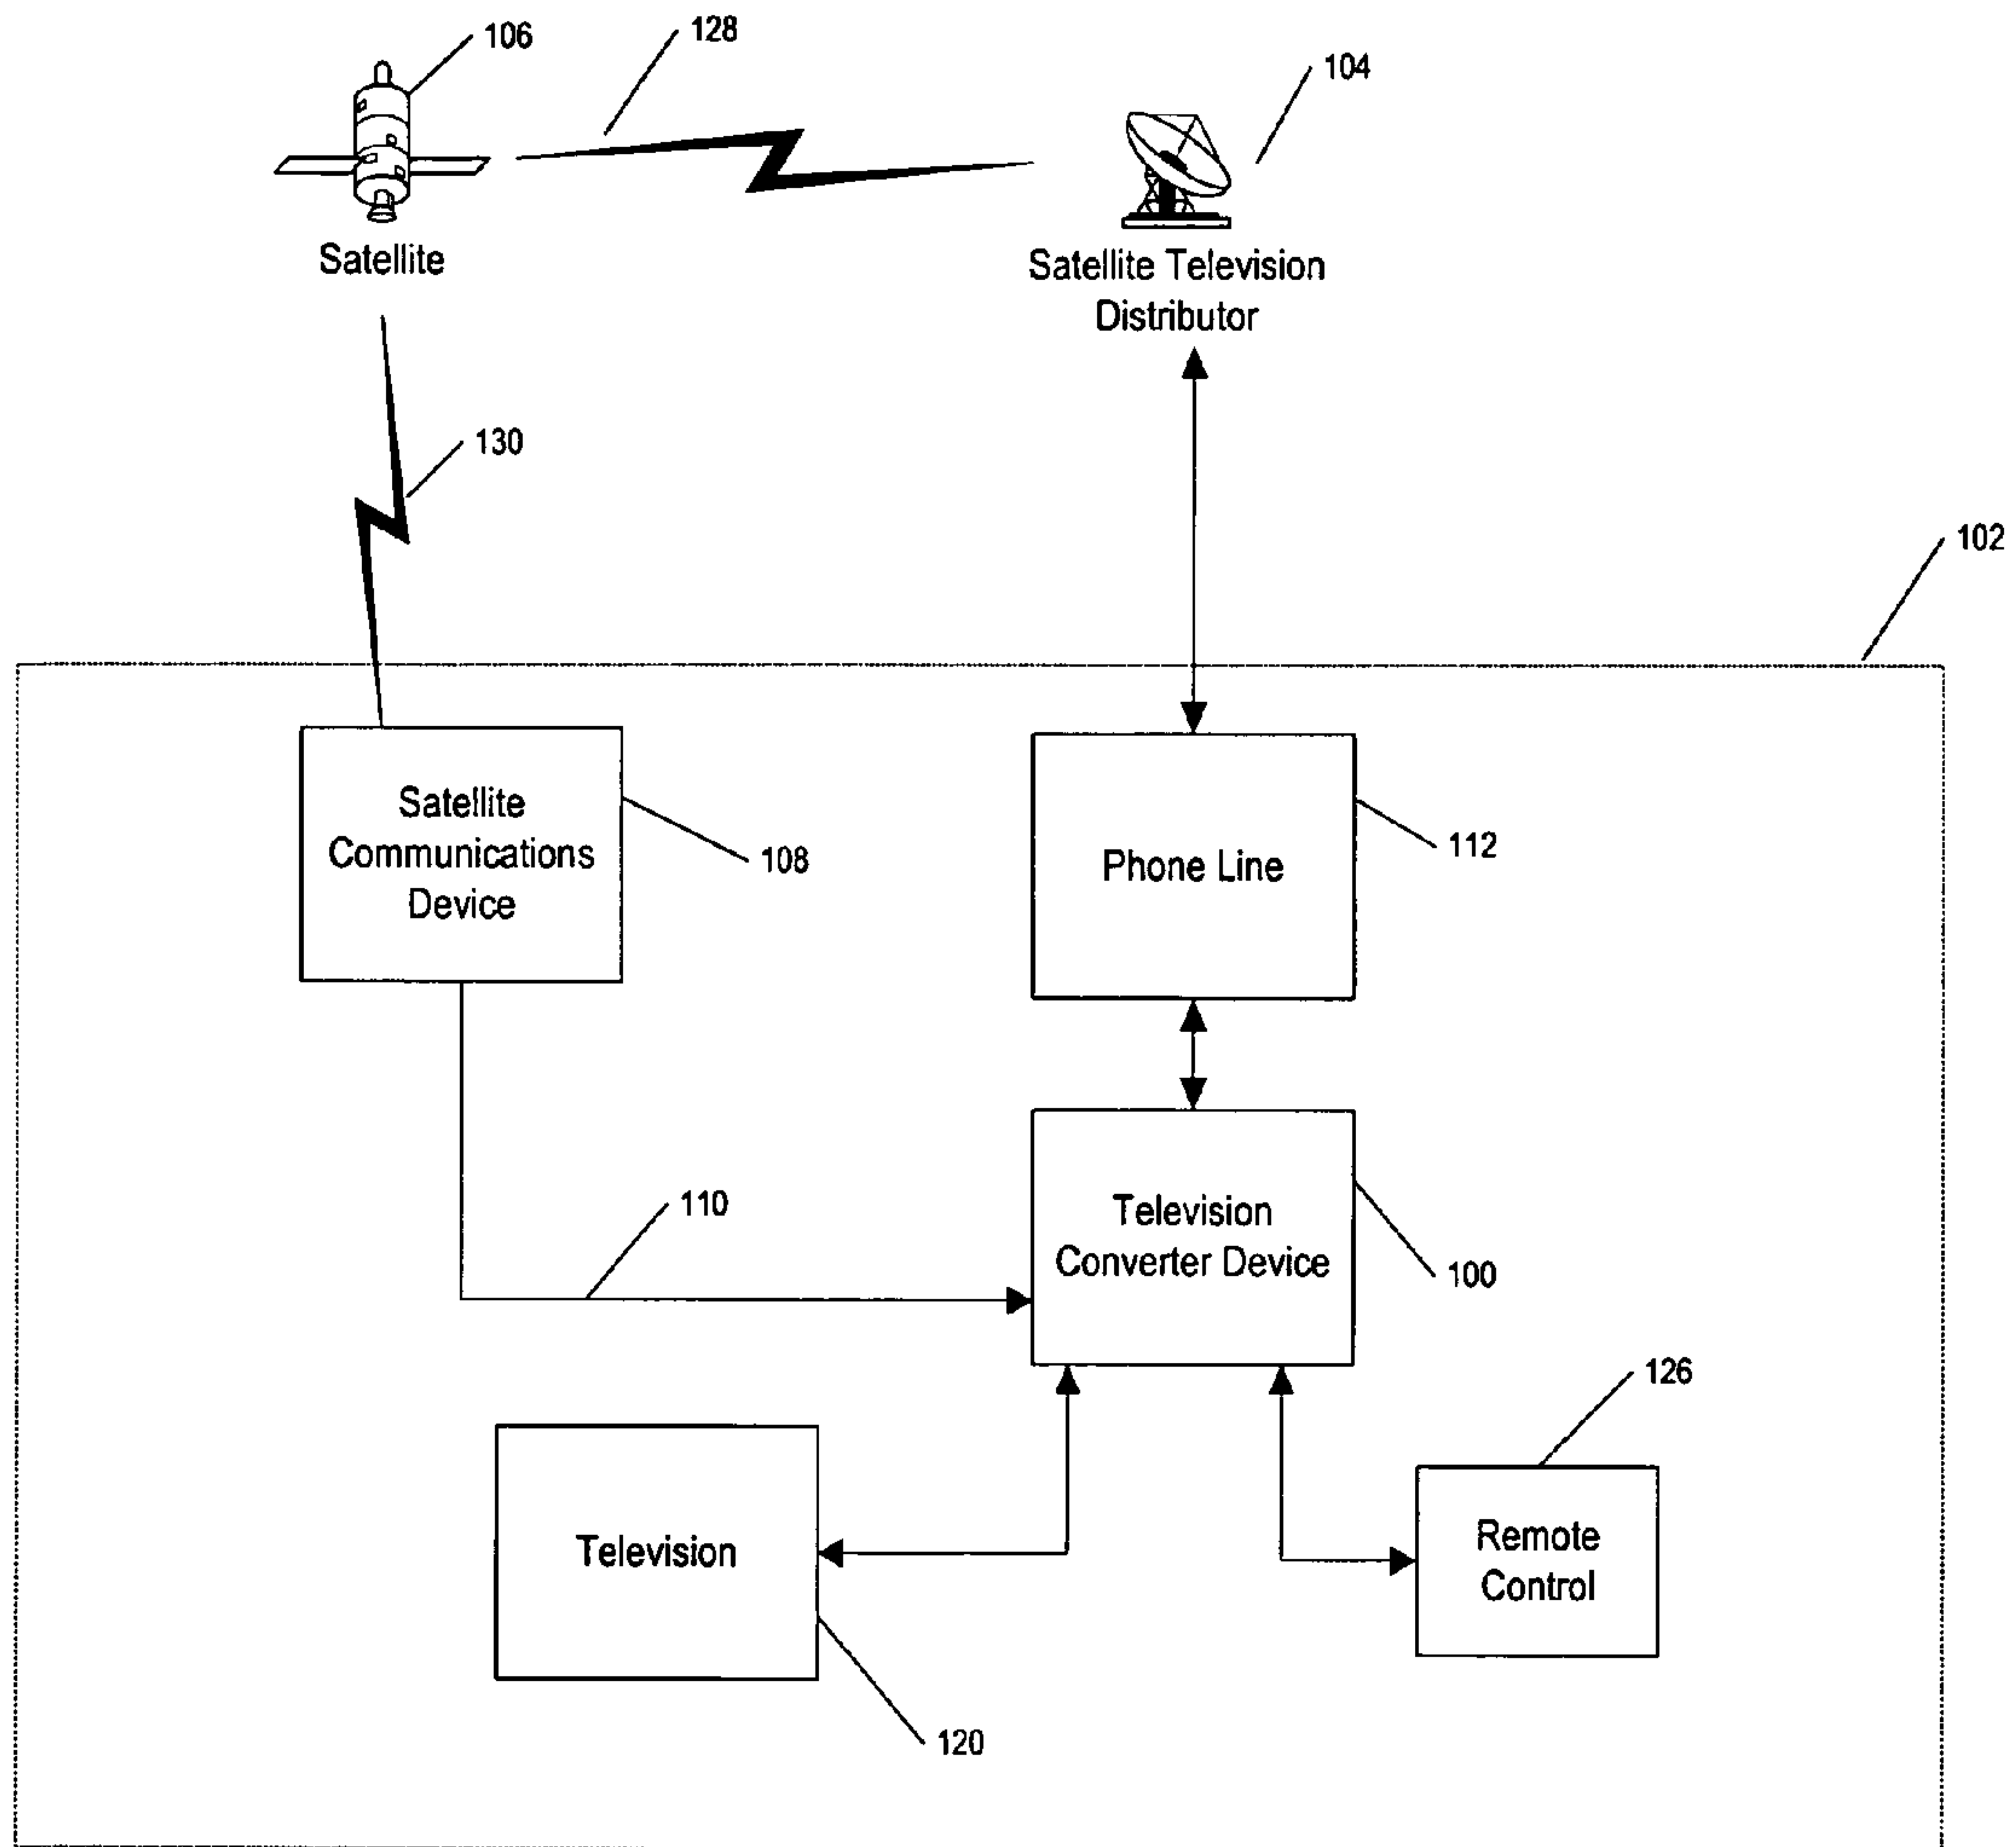 106
128
104
Satellite
Satellite Television
Distributor
130
102
Satellite
Communications
Device
108
Phone Line
112
110
Television
Converter Device
100
126
Television
Remote
Control
120